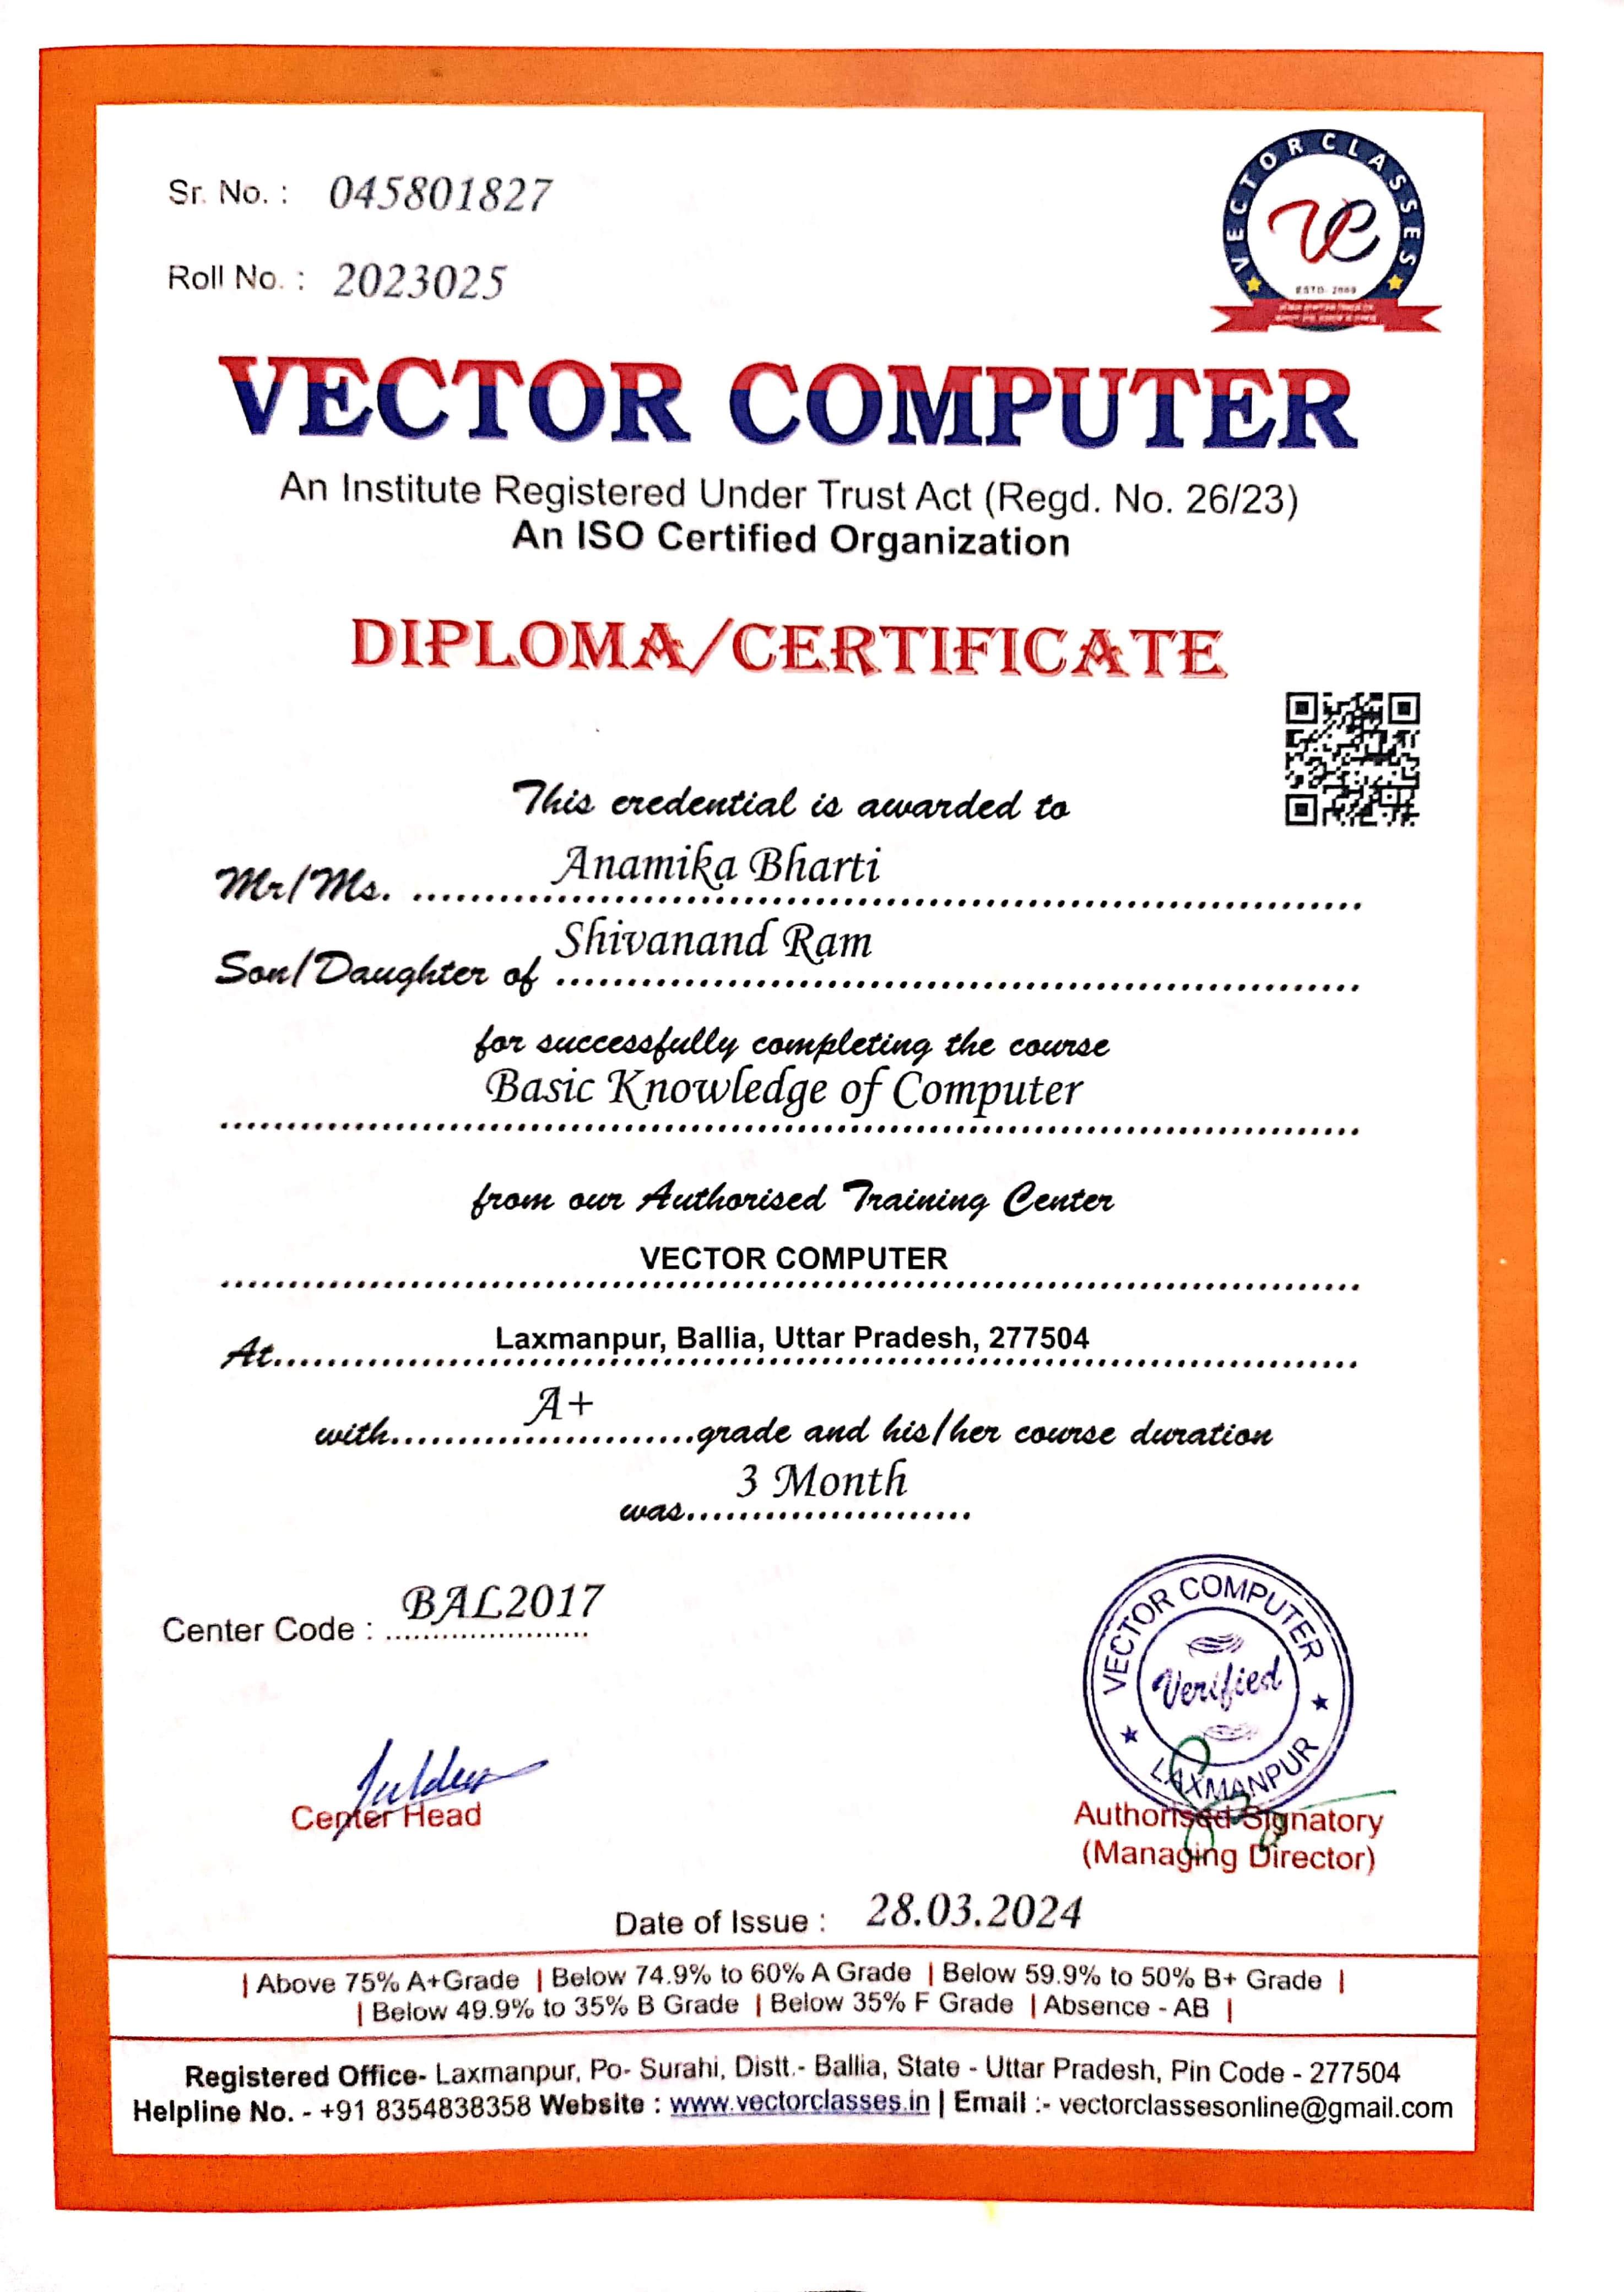 Sr. No. : 045801827
VECTOR CLASSES
VC
ESTD- 2009
Roll No. : 2023025
VECTOR COMPUTER
An Institute Registered Under Trust Act (Regd. No. 26/23)
An ISO Certified Organization
DIPLOMA/CERTIFICATE
This credential is awarded to
Mr/Ms. Anamika Bharti
Son/Daughter of Shivanand Ram
for successfully completing the course
Basic Knowledge of Computer
from our Authorised Training Center
VECTOR COMPUTER
At Laxmanpur, Ballia, Uttar Pradesh, 277504
with A+ grade and his/her course duration
was 3 Month
Center Code : BAL2017
VECTOR COMPUTER
Verified
LAXMANPUR
Center Head
Authorised Signatory
(Managing Director)
Date of Issue : 28.03.2024
| Above 75% A+Grade | Below 74.9% to 60% A Grade | Below 59.9% to 50% B+ Grade |
| Below 49.9% to 35% B Grade | Below 35% F Grade | Absence - AB |
Registered Office- Laxmanpur, Po- Surahi, Distt.- Ballia, State - Uttar Pradesh, Pin Code - 277504
Helpline No. - +91 8354838358 Website : www.vectorclasses.in | Email :- vectorclassesonline@gmail.com